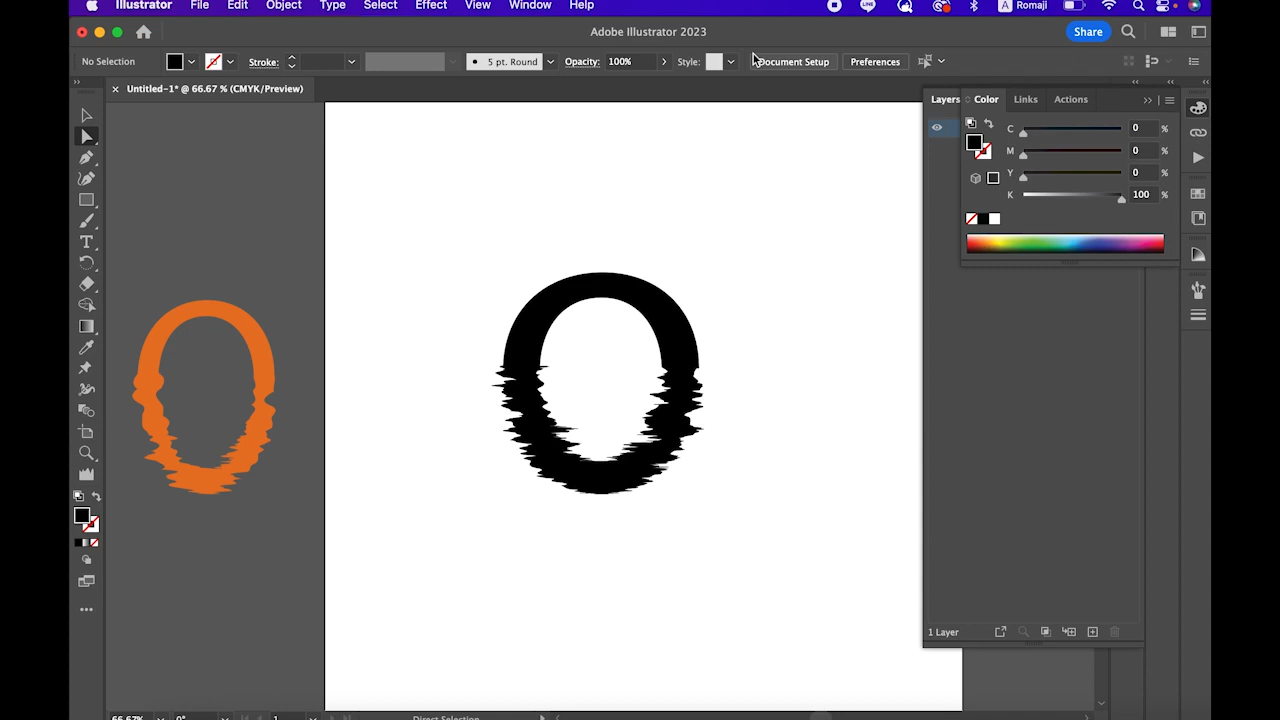 Illustrator File Edit Object Type Select Effect View Window Help
LINE A Romaji
Adobe Illustrator 2023
Share
No Selection Stroke: 5 pt. Round Opacity: 100% Style: Document Setup Preferences
Untitled-1* @ 66.67 % (CMYK/Preview)
Layers Color Links Actions
C 0 %
M 0 %
Y 0 %
K 100 %
T
O O
1 Layer
66.67% 0° 1 Direct Selection